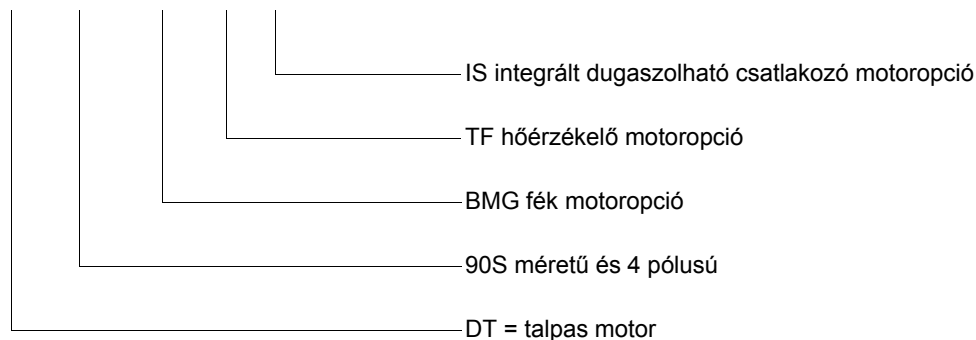 IS integrált dugaszolható csatlakozó motoropció
TF hőérzékelő motoropció
BMG fék motoropció
90S méretű és 4 pólusú
DT = talpas motor